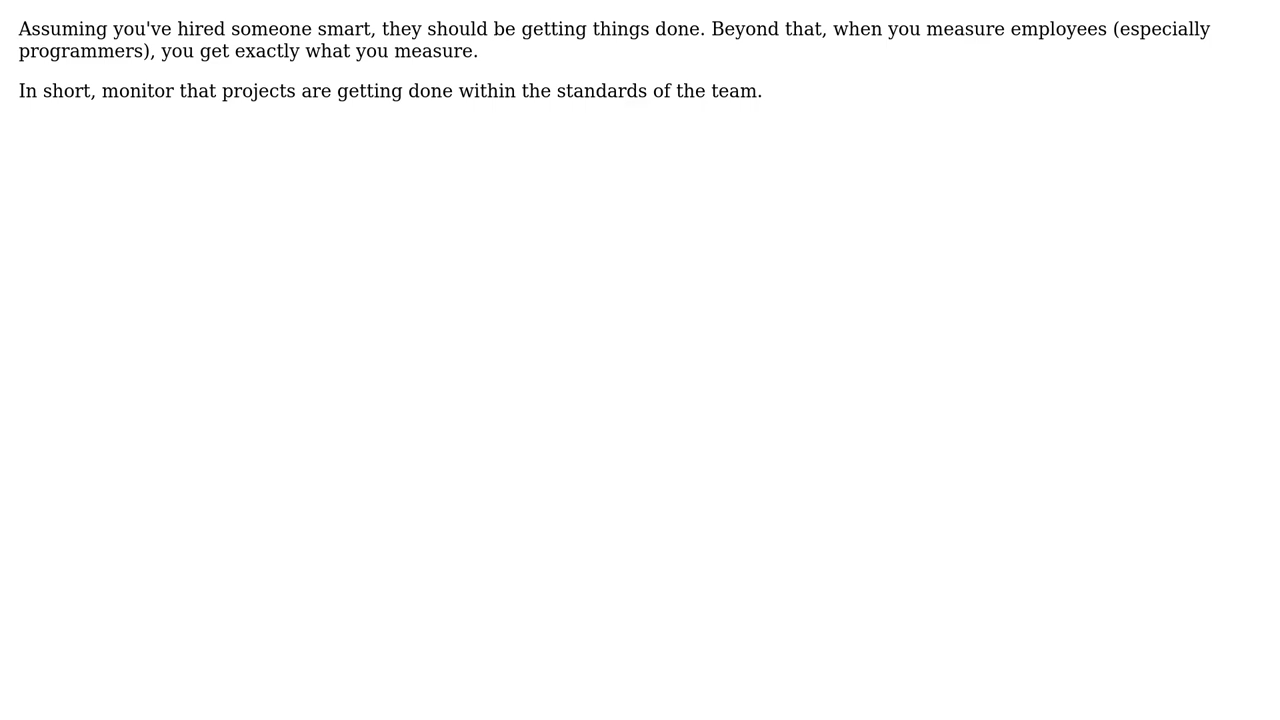 Assuming you've hired someone smart, they should be getting things done. Beyond that, when you measure employees (especially
programmers), you get exactly what you measure.
In short, monitor that projects are getting done within the standards of the team.